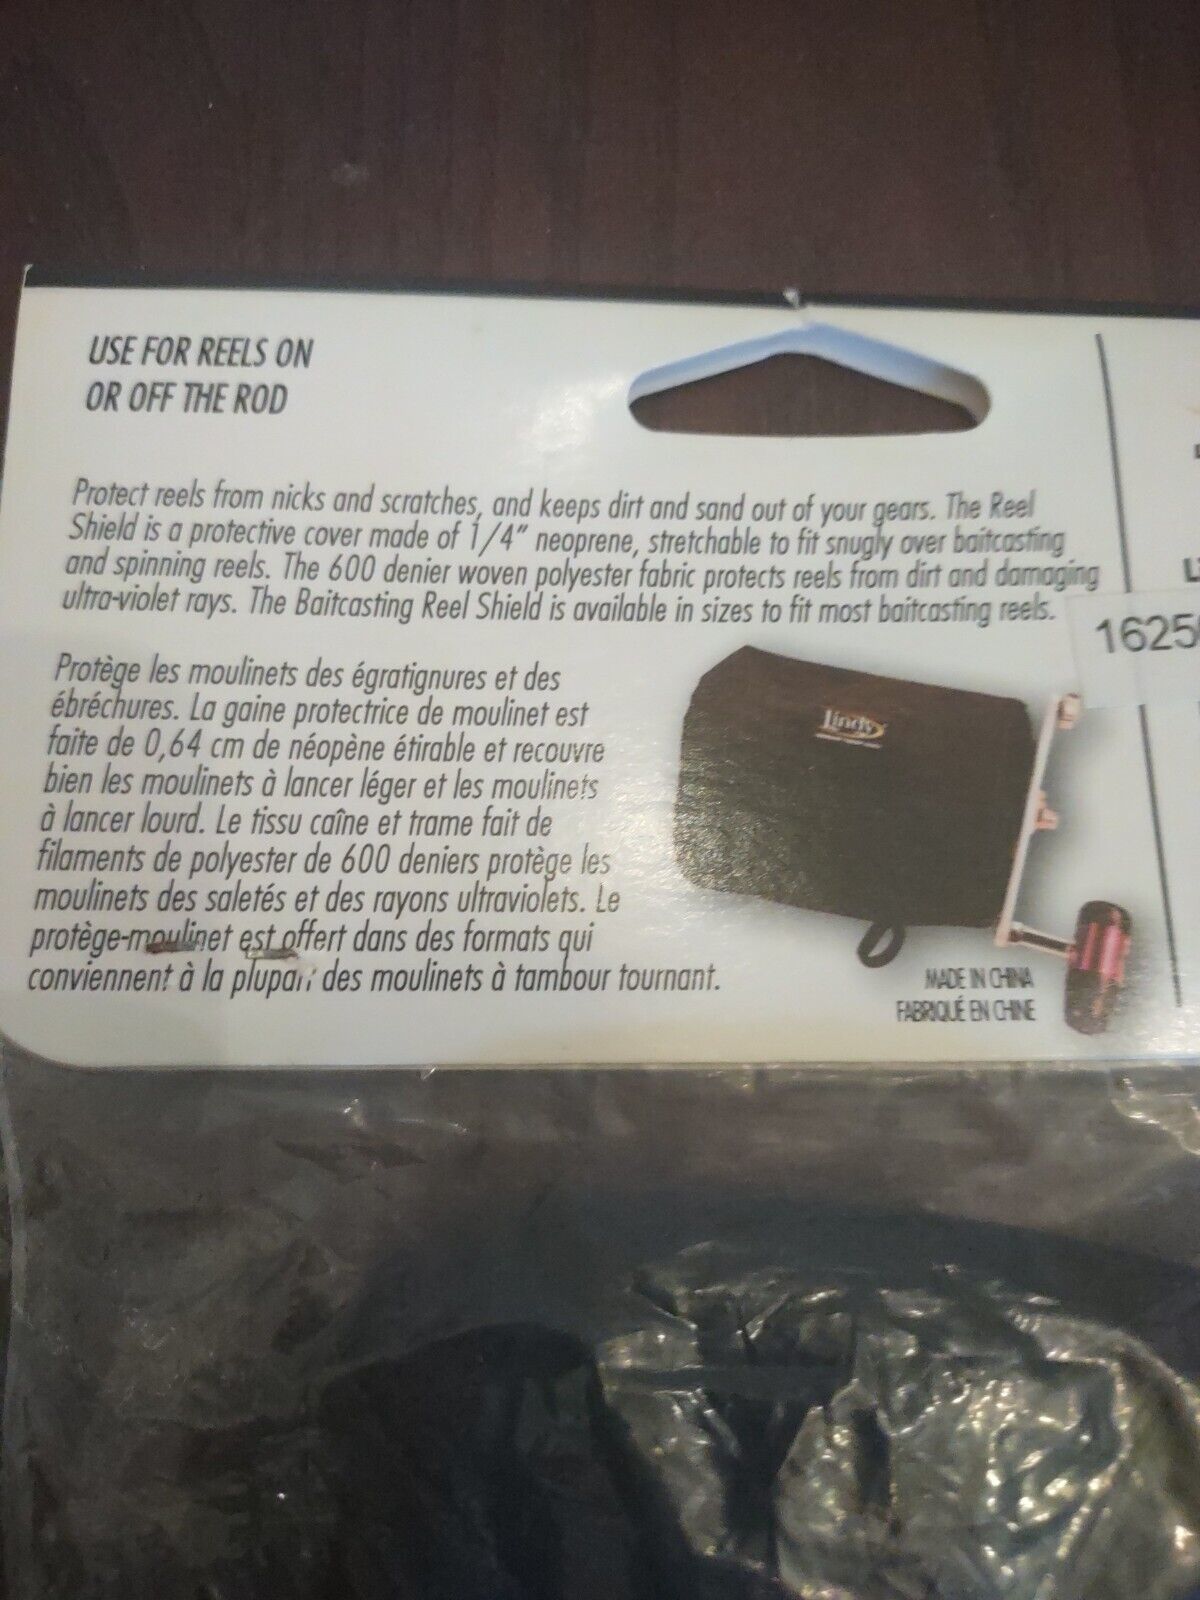 USE FOR REELS ON
OR OFF THE ROD
Protect reels from nicks and scratches, and keeps dirt and sand out of your gears. The Reel
Shield is a protective cover made of 1/4" neoprene, stretchable to fit snugly over baitcasting
and spinning reels. The 600 denier woven polyester fabric protects reels from dirt and damaging
ultra-violet rays. The Baitcasting Reel Shield is available in sizes to fit most baitcasting reels.
1625
Protège les moulinets des égratignures et des
ébréchures. La gaine protectrice de moulinet est
faite de 0,64 cm de néopène étirable et recouvre
bien les moulinets à lancer léger et les moulinets
à lancer lourd. Le tissu caîne et trame fait de
filaments de polyester de 600 deniers protège les
moulinets des saletés et des rayons ultraviolets. Le
protège-moulinet est offert dans des formats qui
conviennent à la plupart des moulinets à tambour tournant.
Lindy
MADE IN CHINA
FABRIQUÉ EN CHINE